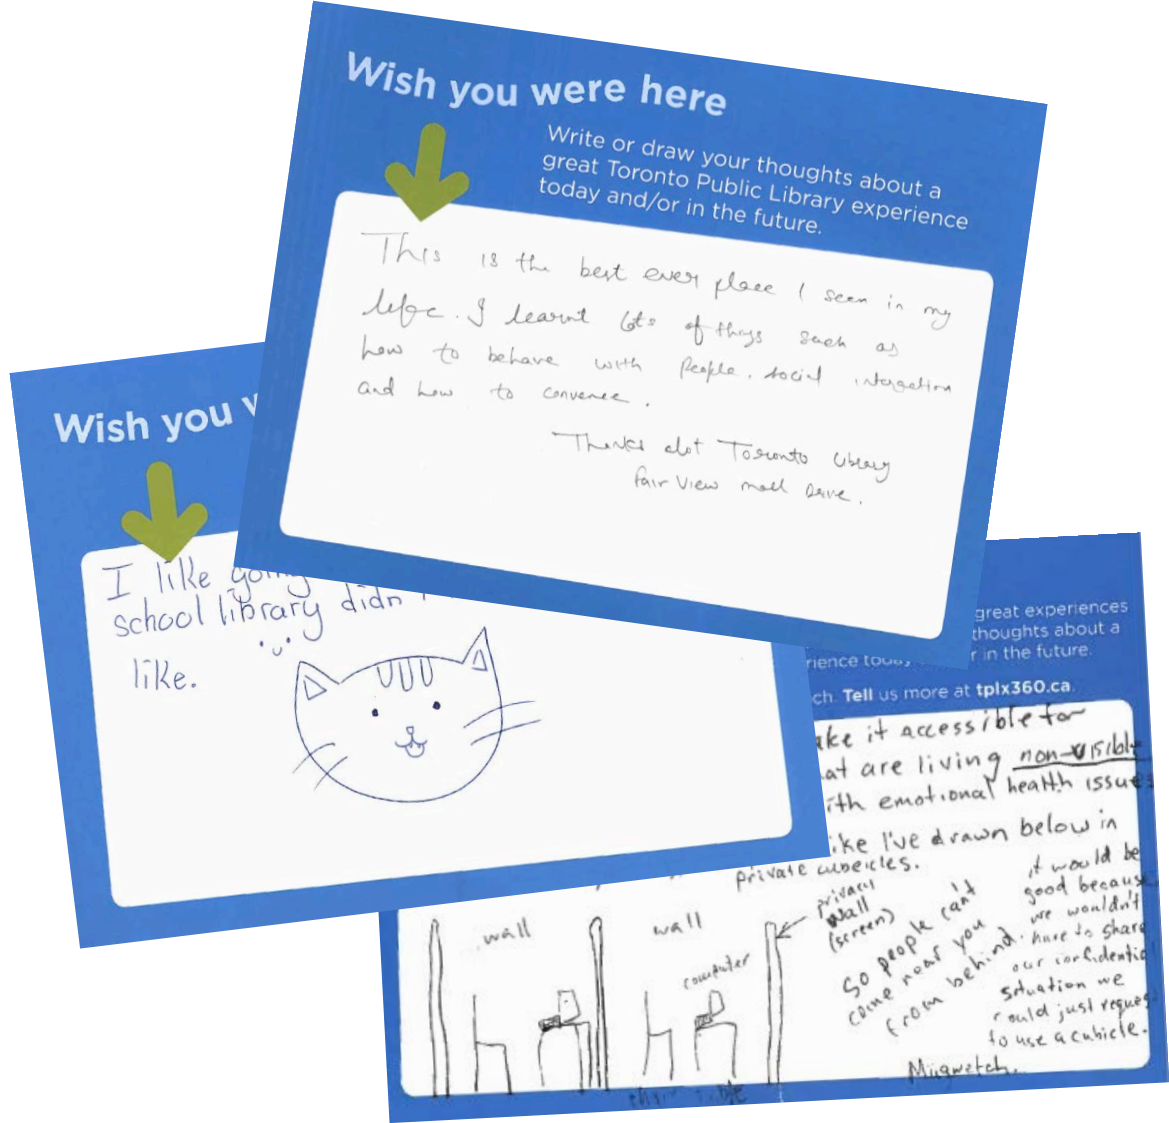 Wish you were here
Write or draw your thoughts about a
great Toronto Public Library experience
today and/or in the future.
This is the best ever place I seen in my
life. I learnt lots of things such as
how to behave with people. social interaction
and how to
Thanks alot Toronto library
fair View mall Drive.
Wish you
I like
school library didn
like.
great experiences
thoughts about a
in the future.
ch. Tell us more at tplx360.ca.
ake it accessible for
at are living non-visible
ith emotional health issues
ike I've drawn below in
private cubicles.
wall
wall
computer
privacy
wall
(screen)
So people can't
come near you
from behind.
it would be
good because
we wouldn't
have to share
our confidential
situation we
could just request
to use a cubicle.
Miigwetch.